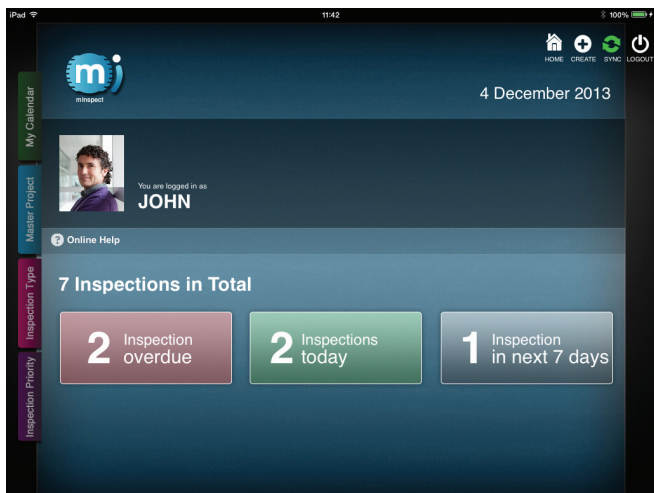 iPad 11:42 100%
HOME CREATE SYNC LOGOUT
mi
mInspect
4 December 2013
My Calendar
Master Project
Inspection Type
Inspection Priority
You are logged in as
JOHN
? Online Help
7 Inspections in Total
2 Inspection
overdue
2 Inspections
today
1 Inspection
in next 7 days